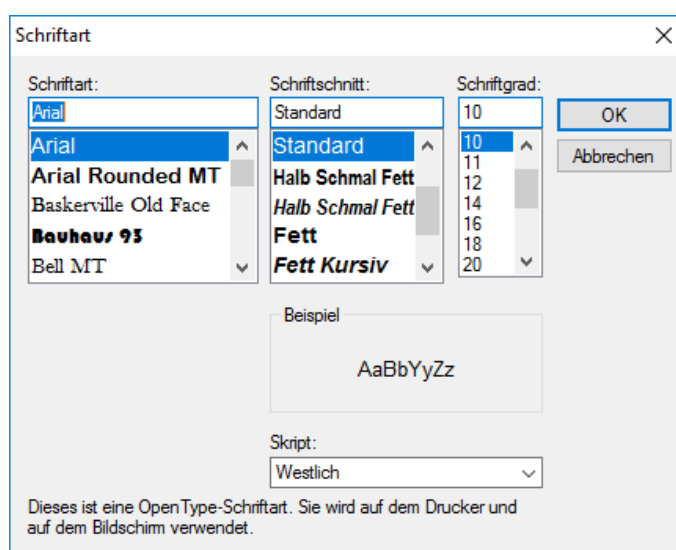 Schriftart
Schriftart:
Arial
Arial
Arial Rounded MT
Baskerville Old Face
Bauhaus 93
Bell MT
Schriftschnitt:
Standard
Standard
Halb Schmal Fett
Halb Schmal Fett
Fett
Fett Kursiv
Schriftgrad:
10
10
11
12
14
16
18
20
OK
Abbrechen
Beispiel
AaBbYyZz
Skript:
Westlich
Dieses ist eine OpenType-Schriftart. Sie wird auf dem Drucker und
auf dem Bildschirm verwendet.